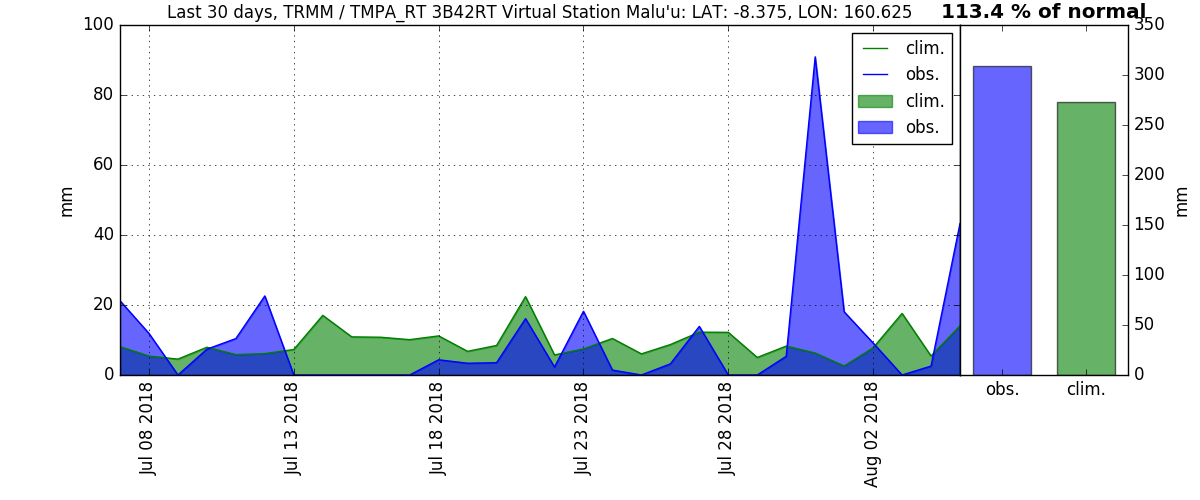 Last 30 days, TRMM / TMPA_RT 3B42RT Virtual Station Malu'u: LAT: -8.375, LON: 160.625
113.4 % of normal
100
80
60
40
20
0
mm
clim.
obs.
clim.
obs.
350
300
250
200
150
100
50
0
mm
obs.
clim.
Jul 08 2018
Jul 13 2018
Jul 18 2018
Jul 23 2018
Jul 28 2018
Aug 02 2018